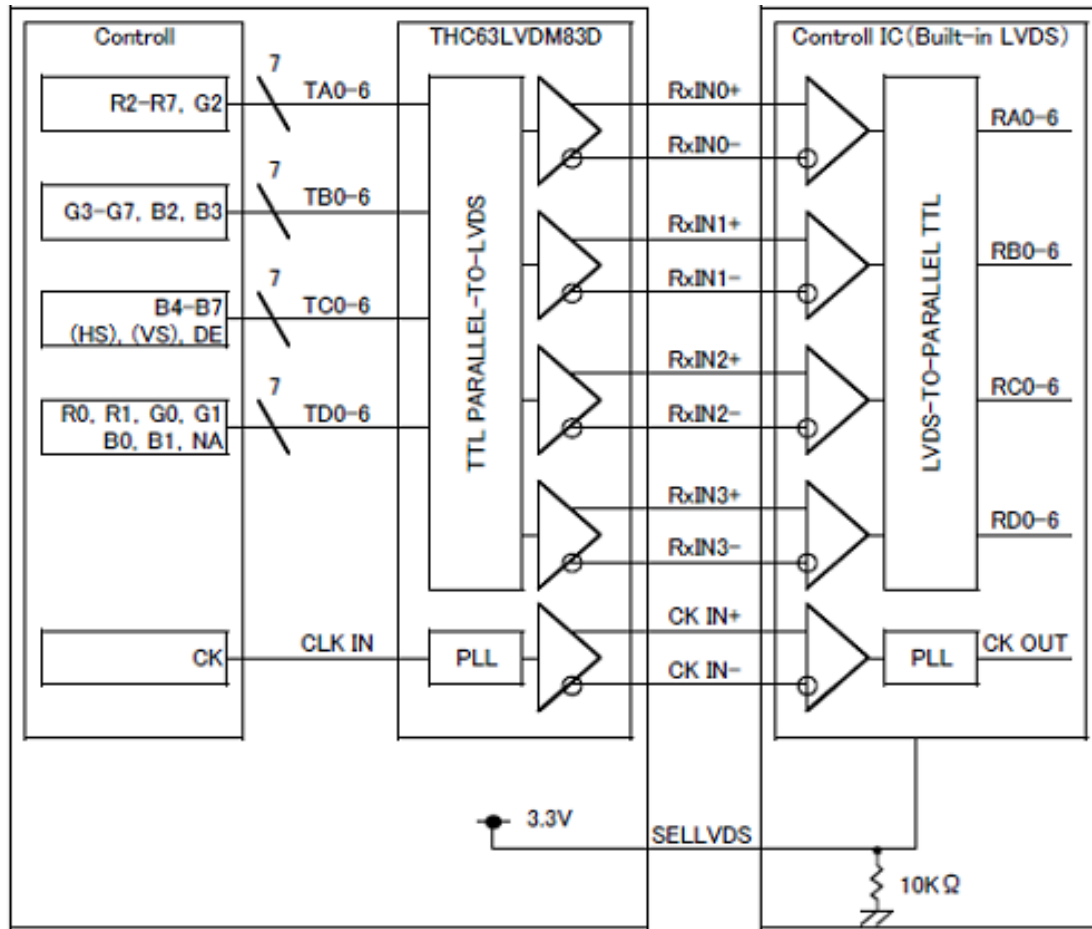 Controll
THC63LVDM83D
Controll IC(Built-in LVDS)
R2-R7, G2
7
TA0-6
RxIN0+
RxIN0-
RA0-6
G3-G7, B2, B3
7
TB0-6
RxIN1+
RxIN1-
RB0-6
B4-B7
(HS), (VS), DE
7
TC0-6
RxIN2+
RxIN2-
RC0-6
R0, R1, G0, G1
B0, B1, NA
7
TD0-6
RxIN3+
RxIN3-
RD0-6
TTL PARALLEL-TO-LVDS
LVDS-TO-PARALLEL TTL
CK
CLK IN
PLL
CK IN+
CK IN-
PLL
CK OUT
3.3V
SELLVDS
10KΩ